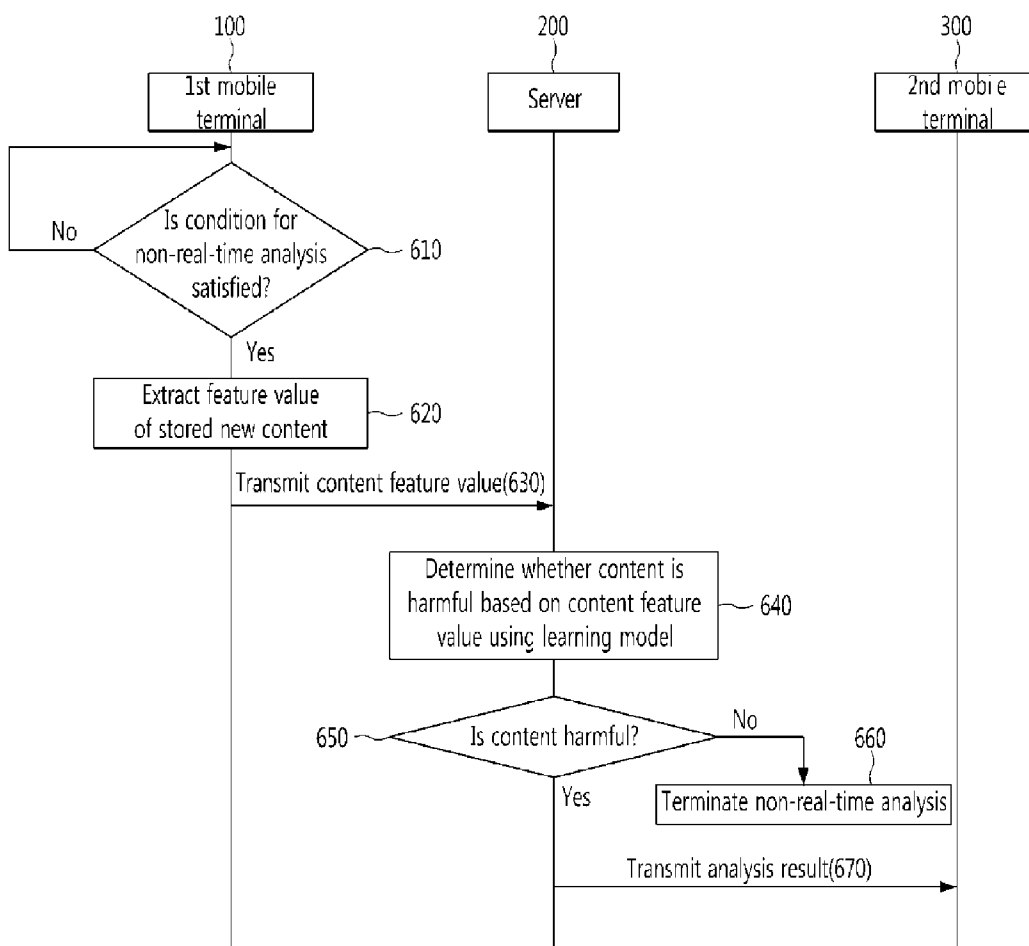 100
200
300
1st mobile
terminal
Server
2nd mobile
terminal
Is condition for
non-real-time analysis
satisfied?
No
610
Yes
Extract feature value
of stored new content
620
Transmit content feature value(630)
Determine whether content is
harmful based on content feature
value using learning model
640
650
Is content harmful?
No
660
Yes
Terminate non-real-time analysis
Transmit analysis result(670)